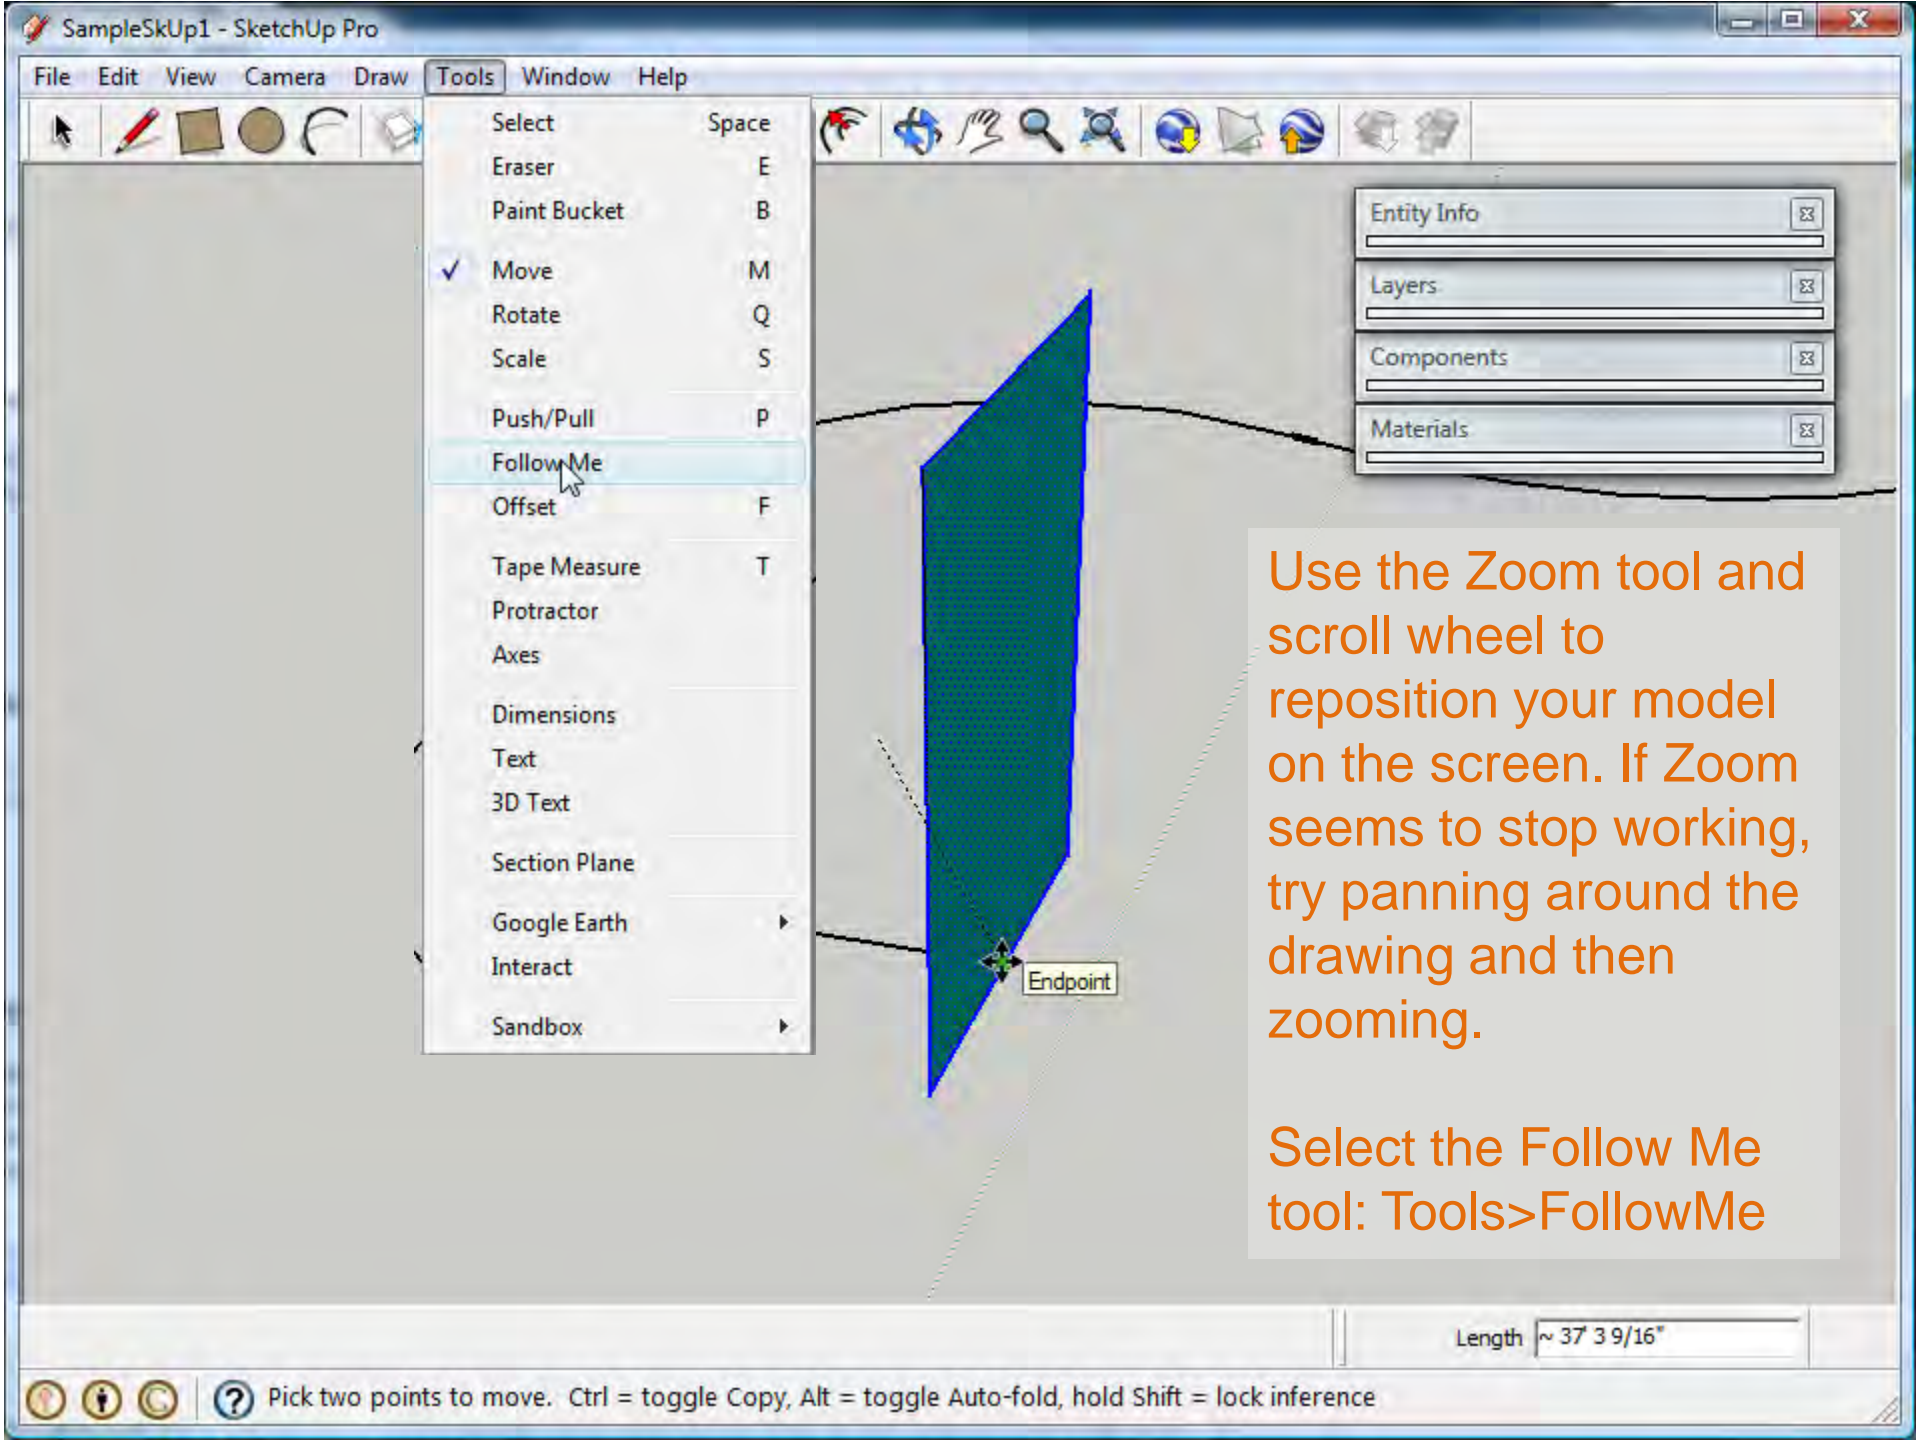 SampleSkUp1 - SketchUp Pro
File Edit View Camera Draw Tools Window Help
Select Space
Eraser E
Paint Bucket B
Move M
Rotate Q
Scale S
Push/Pull P
Follow Me
Offset F
Tape Measure T
Protractor
Axes
Dimensions
Text
3D Text
Section Plane
Google Earth
Interact
Sandbox
Entity Info
Layers
Components
Materials
Endpoint
Use the Zoom tool and
scroll wheel to
reposition your model
on the screen. If Zoom
seems to stop working,
try panning around the
drawing and then
zooming.
Select the Follow Me
tool: Tools>FollowMe
Length ~ 37' 3 9/16"
Pick two points to move. Ctrl = toggle Copy, Alt = toggle Auto-fold, hold Shift = lock inference